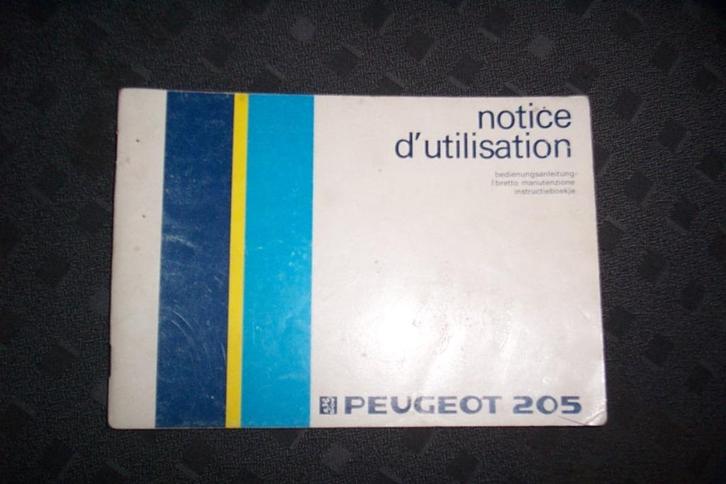 notice
d'utilisation
bedienungsanleitung-
libretto manutenzione
instructieboekje
PEUGEOT 205